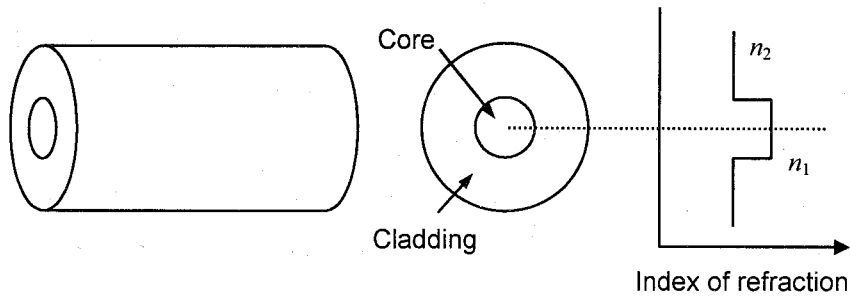 Core
Cladding
n2
n1
Index of refraction